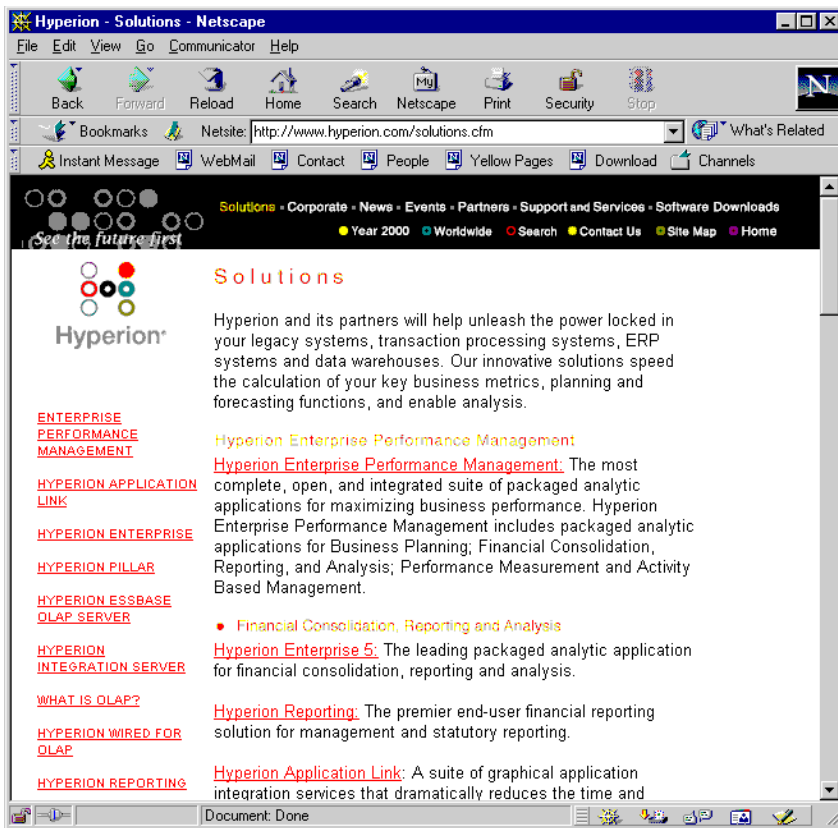 Hyperion - Solutions - Netscape
File Edit View Go Communicator Help
Back Forward Reload Home Search Netscape Print Security Stop
My
N
Bookmarks Netsite: http://www.hyperion.com/solutions.cfm What's Related
Instant Message WebMail Contact People Yellow Pages Download Channels
See the future first
Solutions - Corporate - News - Events - Partners - Support and Services - Software Downloads
Year 2000 Worldwide Search Contact Us Site Map Home
Hyperion
ENTERPRISE
PERFORMANCE
MANAGEMENT
HYPERION APPLICATION
LINK
HYPERION ENTERPRISE
HYPERION PILLAR
HYPERION ESSBASE
OLAP SERVER
HYPERION
INTEGRATION SERVER
WHAT IS OLAP?
HYPERION WIRED FOR
OLAP
HYPERION REPORTING
Solutions
Hyperion and its partners will help unleash the power locked in
your legacy systems, transaction processing systems, ERP
systems and data warehouses. Our innovative solutions speed
the calculation of your key business metrics, planning and
forecasting functions, and enable analysis.
Hyperion Enterprise Performance Management
Hyperion Enterprise Performance Management: The most
complete, open, and integrated suite of packaged analytic
applications for maximizing business performance. Hyperion
Enterprise Performance Management includes packaged analytic
applications for Business Planning; Financial Consolidation,
Reporting, and Analysis; Performance Measurement and Activity
Based Management.
• Financial Consolidation, Reporting and Analysis
Hyperion Enterprise 5: The leading packaged analytic application
for financial consolidation, reporting and analysis.
Hyperion Reporting: The premier end-user financial reporting
solution for management and statutory reporting.
Hyperion Application Link: A suite of graphical application
integration services that dramatically reduces the time and
Document: Done